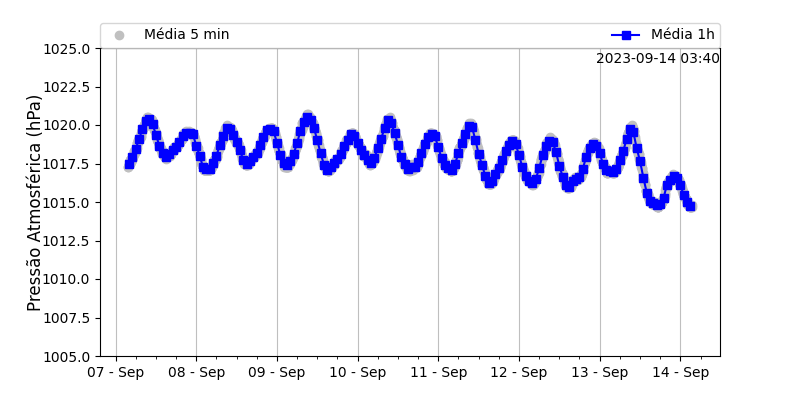 Média 5 min
Média 1h
2023-09-14 03:40
Pressão Atmosférica (hPa)
1025.0
1022.5
1020.0
1017.5
1015.0
1012.5
1010.0
1007.5
1005.0
07 - Sep
08 - Sep
09 - Sep
10 - Sep
11 - Sep
12 - Sep
13 - Sep
14 - Sep